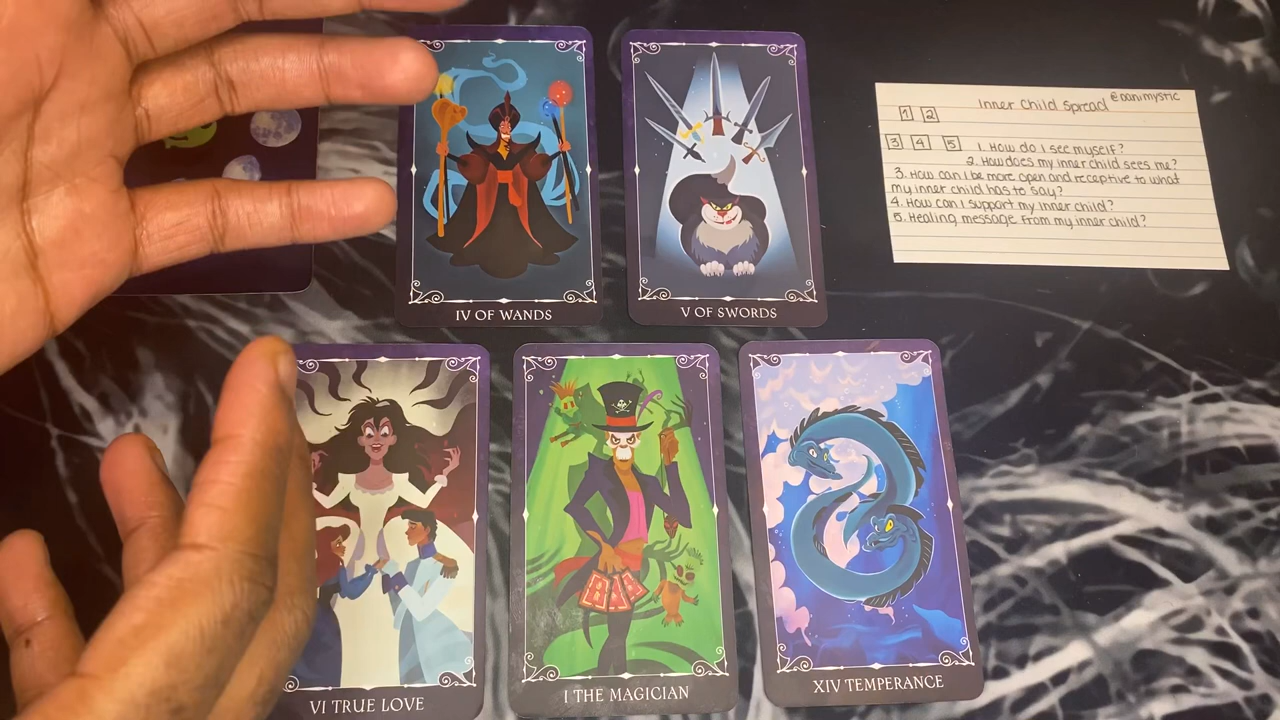 IV OF WANDS
V OF SWORDS
Inner Child Spread @oonimystic
1 2
3 4 5 1. How do I see myself?
2. How does my inner child sees me?
3. How can I be more open and receptive to what
my inner child has to say?
4. How can I support my inner child?
5. Healing message from my inner child?
VI TRUE LOVE
I THE MAGICIAN
XIV TEMPERANCE